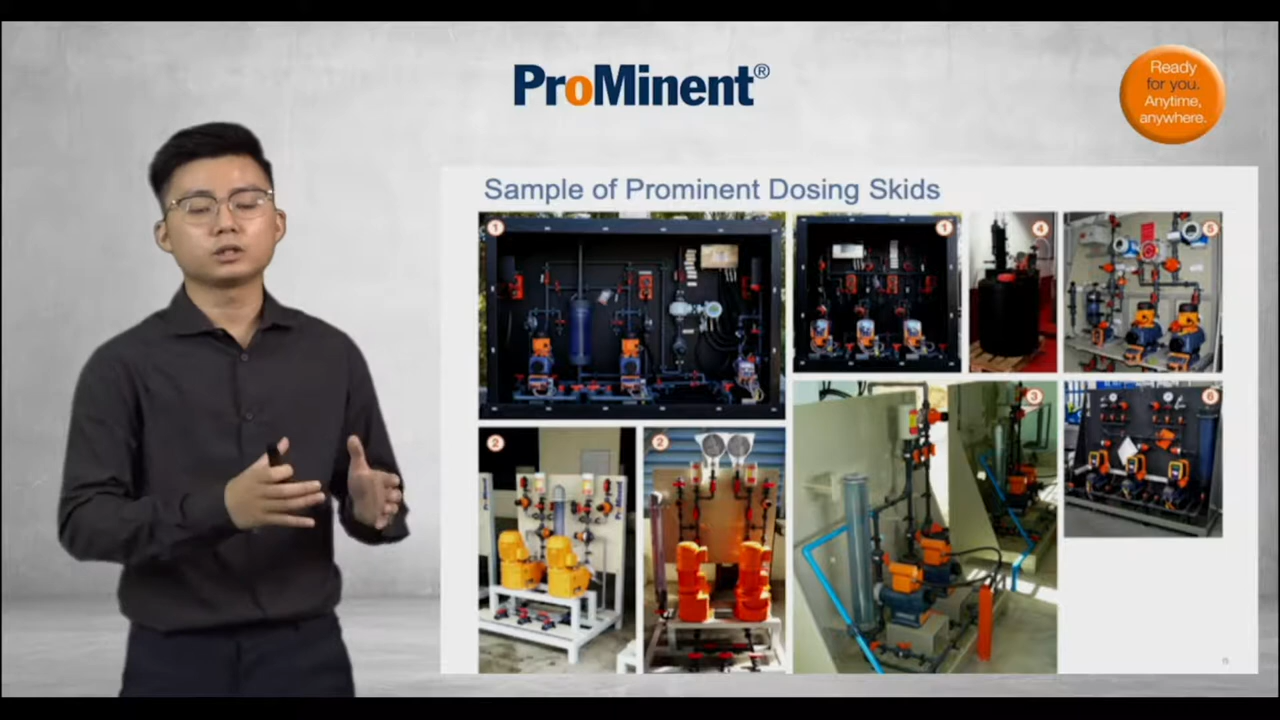 ProMinent®
Ready
for you.
Anytime,
anywhere.
Sample of Prominent Dosing Skids
1
1
4
5
2
2
3
6